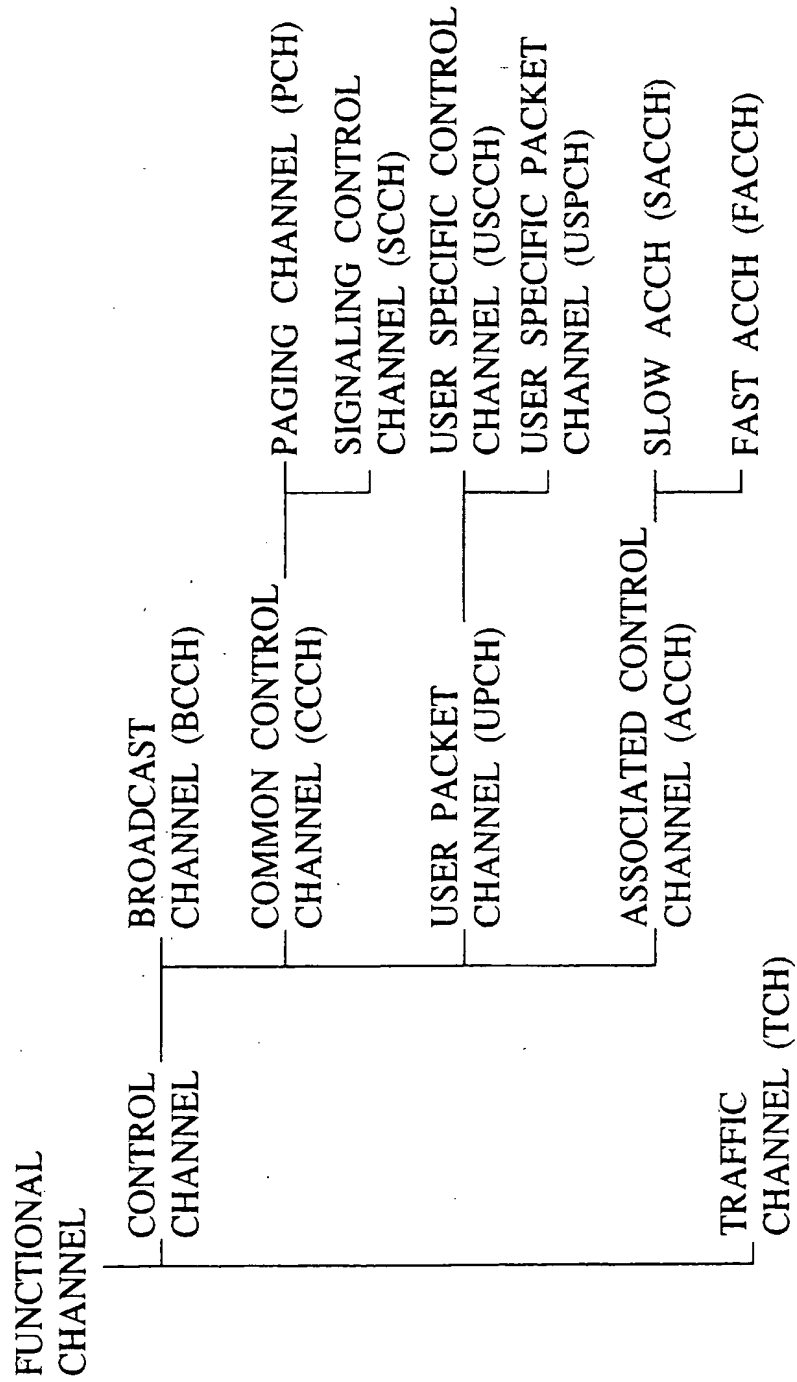 FUNCTIONAL
CHANNEL
CONTROL
CHANNEL
BROADCAST
CHANNEL (BCCH)
COMMON CONTROL
CHANNEL (CCCH)
PAGING CHANNEL (PCH)
SIGNALING CONTROL
CHANNEL (SCCH)
USER PACKET
CHANNEL (UPCH)
USER SPECIFIC CONTROL
CHANNEL (USCCH)
USER SPECIFIC PACKET
CHANNEL (USPCH)
ASSOCIATED CONTROL
CHANNEL (ACCH)
SLOW ACCH (SACCH)
FAST ACCH (FACCH)
TRAFFIC
CHANNEL (TCH)